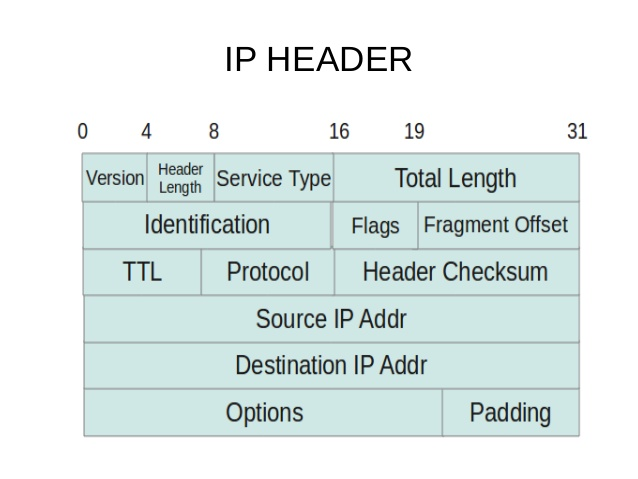 IP HEADER
0 4 8 16 19 31
Version Header Length Service Type Total Length
Identification Flags Fragment Offset
TTL Protocol Header Checksum
Source IP Addr
Destination IP Addr
Options Padding